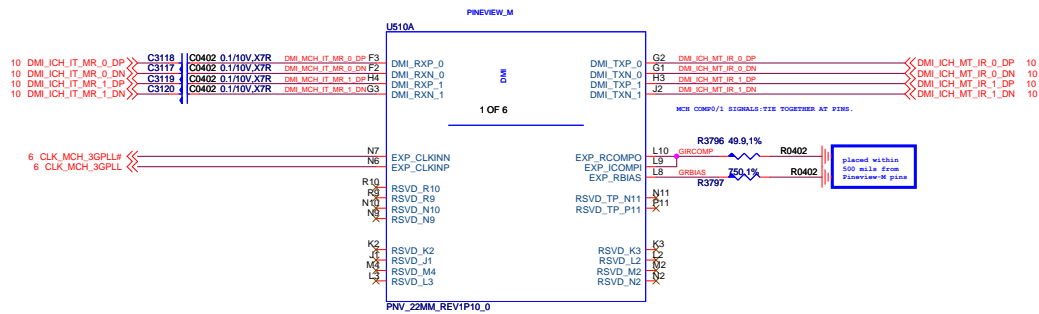 PINEVIEW_M
U510A
10 DMI_ICH_IT_MR_0_DP C3118 C0402 0.1/10V,X7R DMI_MCH_IT_MR_0_DP F3 DMI_RXP_0 DMI_TXP_0 G2 DMI_ICH_MT_IR_0_DP DMI_ICH_MT_IR_0_DP 10
10 DMI_ICH_IT_MR_0_DN C3117 C0402 0.1/10V,X7R DMI_MCH_IT_MR_0_DN F2 DMI_RXN_0 DMI_TXN_0 G1 DMI_ICH_MT_IR_0_DN DMI_ICH_MT_IR_0_DN 10
10 DMI_ICH_IT_MR_1_DP C3119 C0402 0.1/10V,X7R DMI_MCH_IT_MR_1_DP H4 DMI_RXP_1 DMI_TXP_1 H3 DMI_ICH_MT_IR_1_DP DMI_ICH_MT_IR_1_DP 10
10 DMI_ICH_IT_MR_1_DN C3120 C0402 0.1/10V,X7R DMI_MCH_IT_MR_1_DN G3 DMI_RXN_1 DMI_TXN_1 J2 DMI_ICH_MT_IR_1_DN DMI_ICH_MT_IR_1_DN 10
DMI
1 OF 6
MCH COMP0/1 SIGNALS:TIE TOGETHER AT PINS.
R3796 49.9,1% R0402
6 CLK_MCH_3GPLL# N7 EXP_CLKINN EXP_RCOMPO L10 GIRCOMP
6 CLK_MCH_3GPLL N6 EXP_CLKINP EXP_ICOMPI L9
EXP_RBIAS L8 GRBIAS 750,1% R0402
R3797
placed within
500 mils from
Pineview-M pins
R10 RSVD_R10
R9 RSVD_R9 RSVD_TP_N11 N11
N10 RSVD_N10 RSVD_TP_P11 P11
N9 RSVD_N9
K2 RSVD_K2 RSVD_K3 K3
J1 RSVD_J1 RSVD_L2 L2
M4 RSVD_M4 RSVD_M2 M2
L3 RSVD_L3 RSVD_N2 N2
PNV_22MM_REV1P10_0